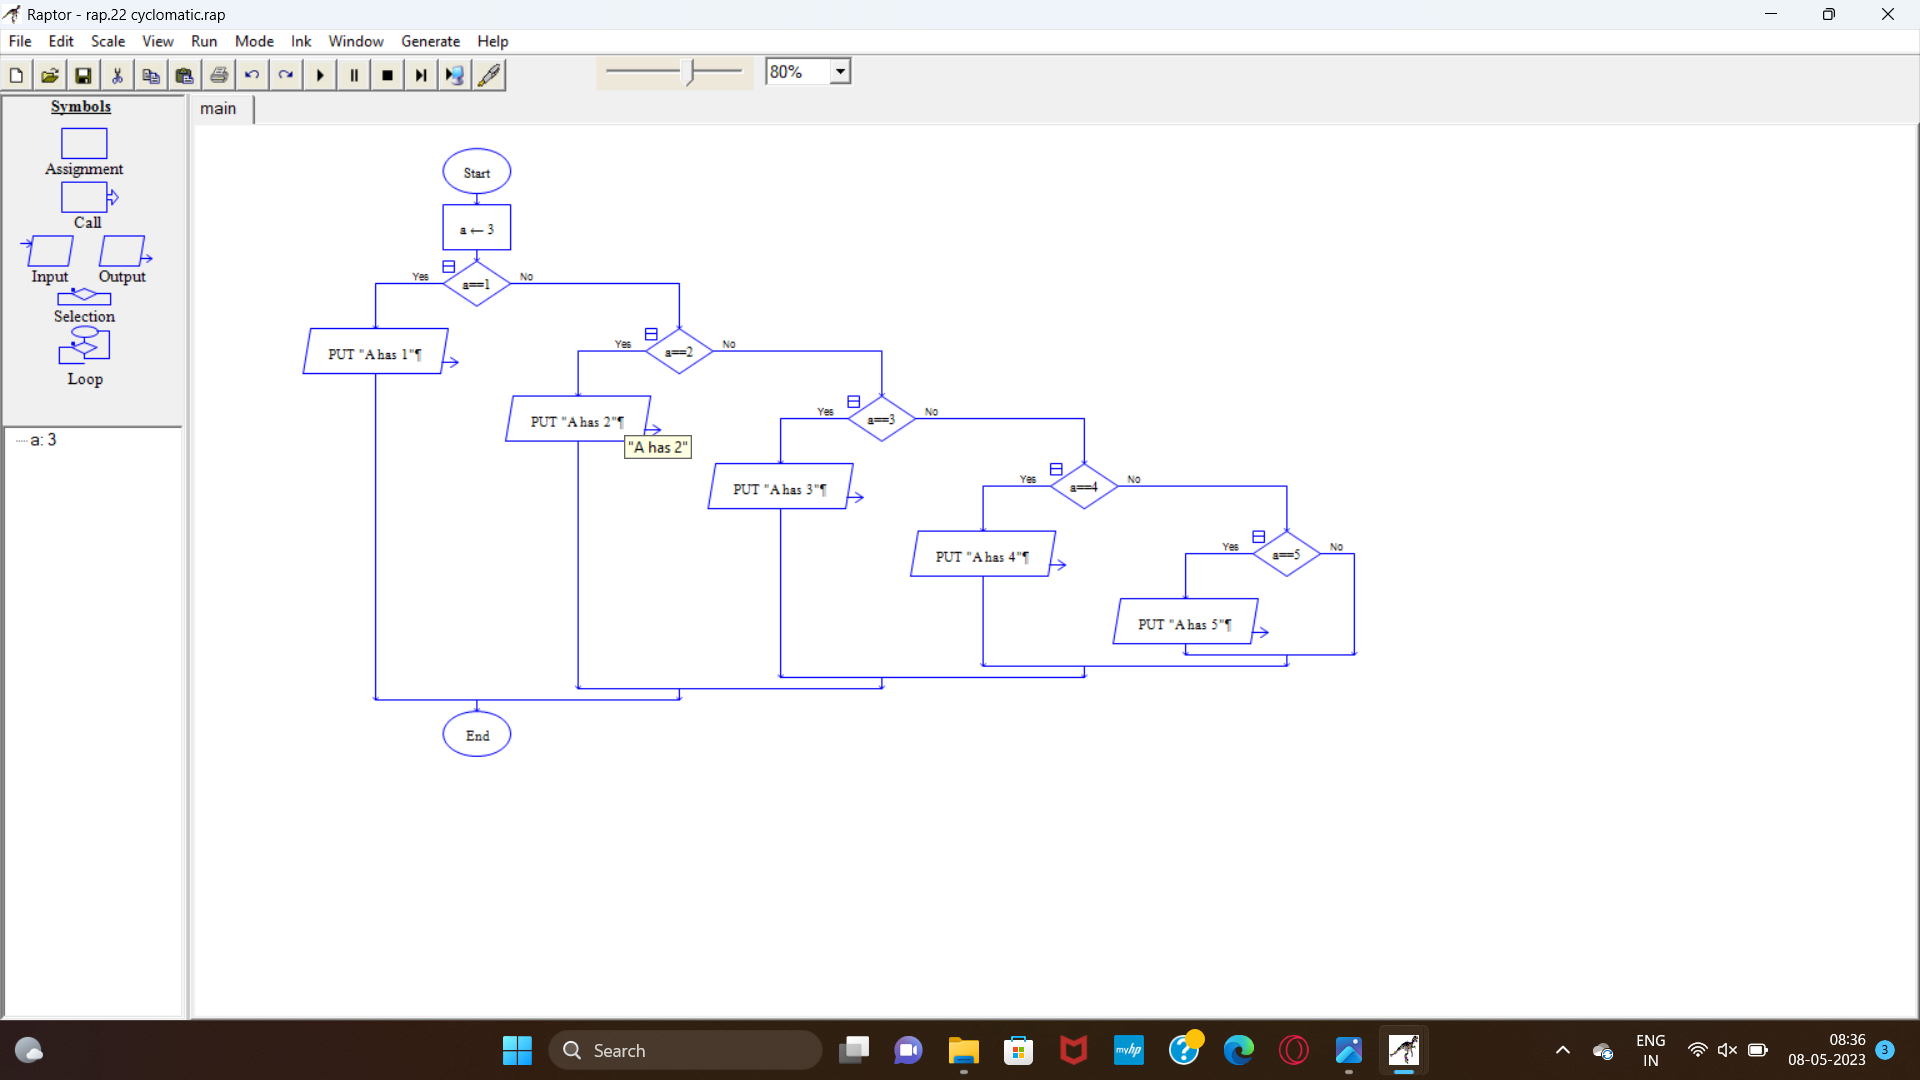 Raptor - rap.22 cyclomatic.rap
File Edit Scale View Run Mode Ink Window Generate Help
80%
Symbols
main
Assignment
Call
Input Output
Selection
Loop
a: 3
Start
a ← 3
Yes a==1 No
PUT "A has 1"¶
Yes a==2 No
PUT "A has 2"¶
"A has 2"
Yes a==3 No
PUT "A has 3"¶
Yes a==4 No
PUT "A has 4"¶
Yes a==5 No
PUT "A has 5"¶
End
Search
myhp
ENG
IN
08:36
08-05-2023
3